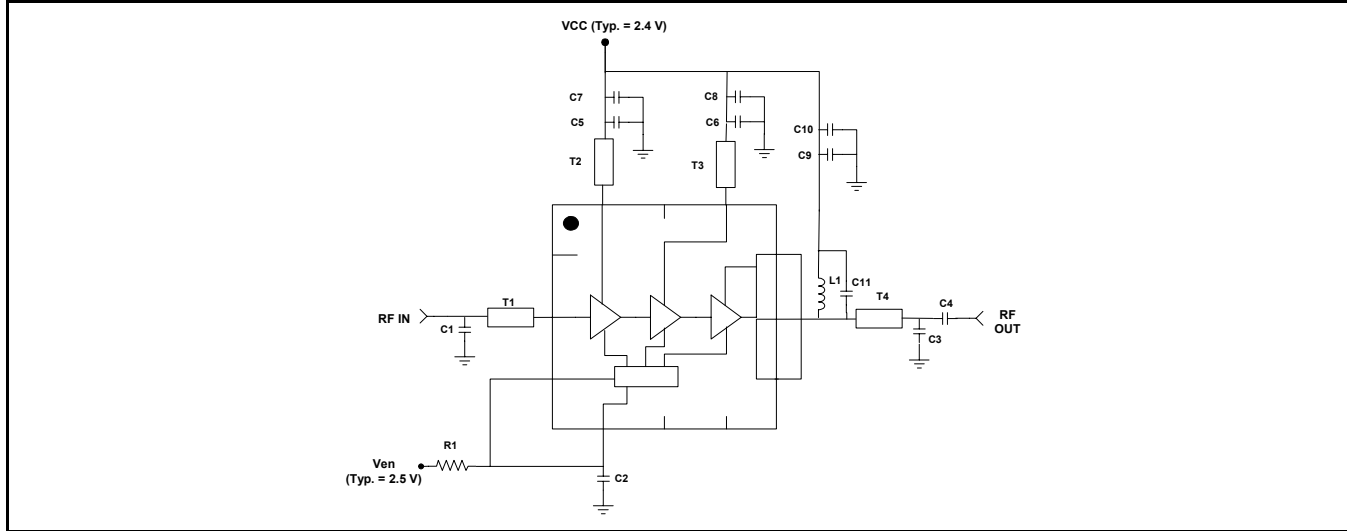 VCC (Typ. = 2.4 V)
C7
C8
C5
C6
C10
C9
T2
T3
L1
C11
T4
T1
C4
RF IN
RF
OUT
C1
C3
R1
Ven
(Typ. = 2.5 V)
C2